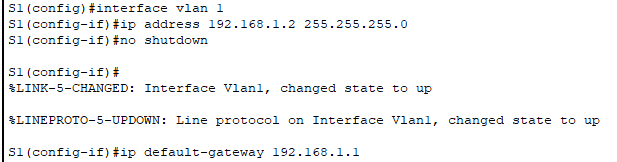 S1(config)#interface vlan 1
S1(config-if)#ip address 192.168.1.2 255.255.255.0
S1(config-if)#no shutdown
S1(config-if)#
%LINK-5-CHANGED: Interface Vlan1, changed state to up
%LINEPROTO-5-UPDOWN: Line protocol on Interface Vlan1, changed state to up
S1(config-if)#ip default-gateway 192.168.1.1